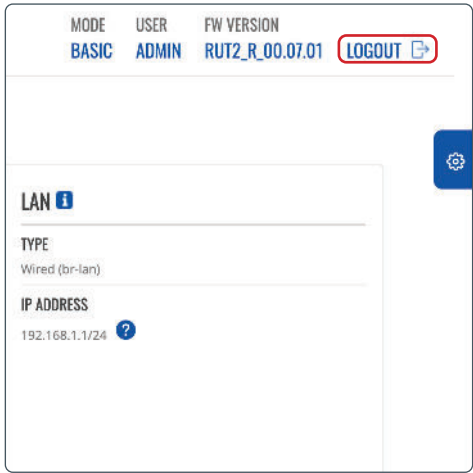 MODE USER FW VERSION
BASIC ADMIN RUT2_R_00.07.01 LOGOUT
LAN i
TYPE
Wired (br-lan)
IP ADDRESS
192.168.1.1/24 ?